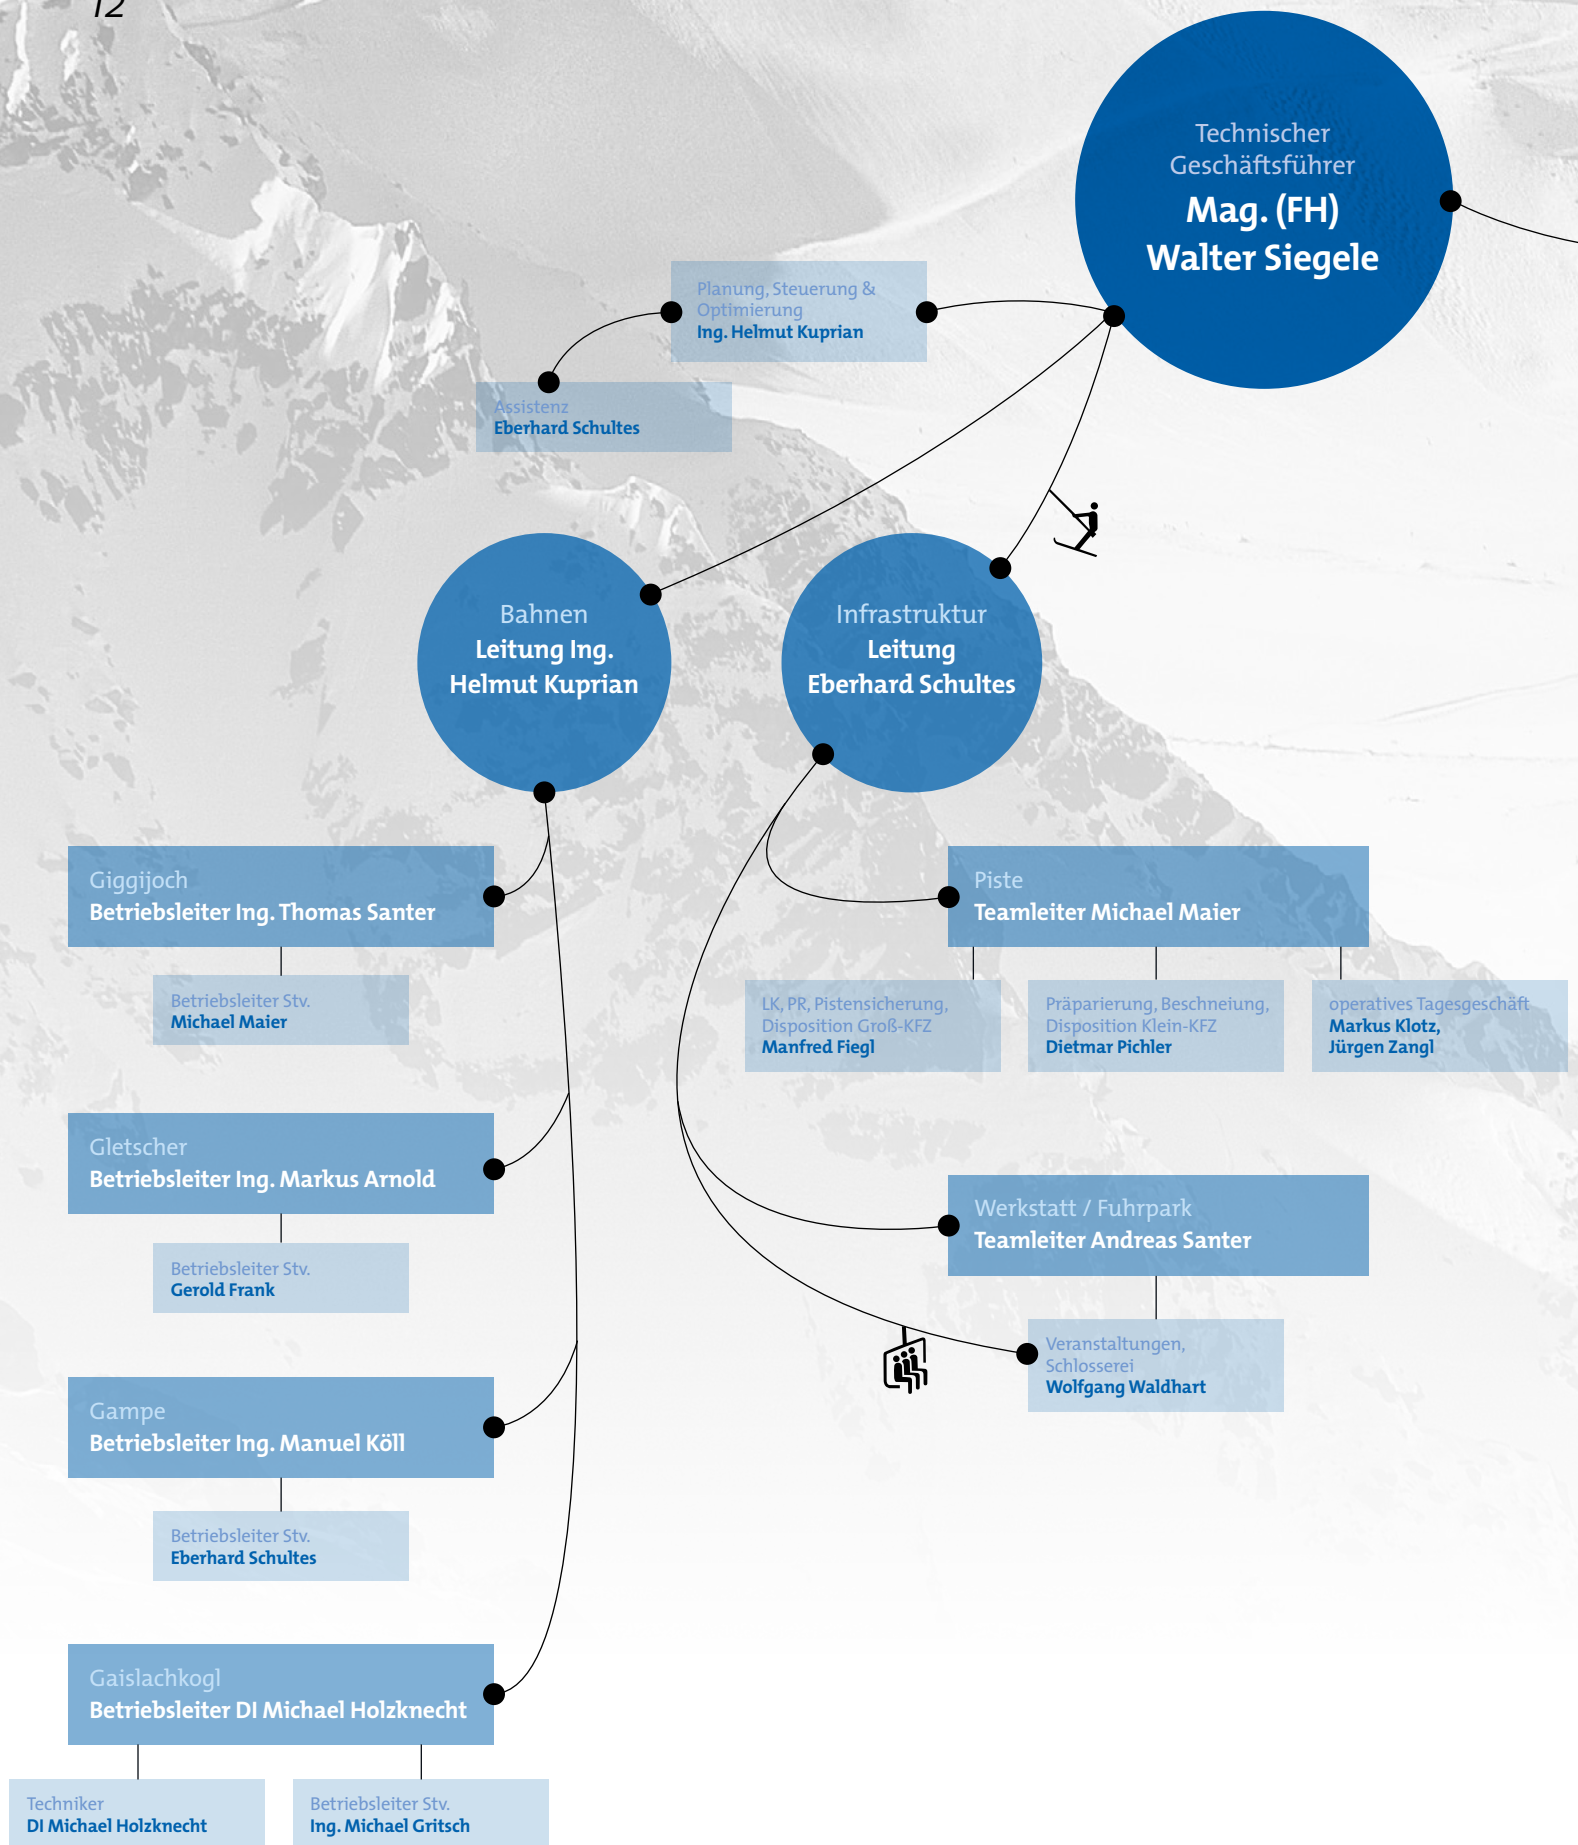 12
Technischer
Geschäftsführer
Mag. (FH)
Walter Siegele
Planung, Steuerung &
Optimierung
Ing. Helmut Kuprian
Assistenz
Eberhard Schultes
Bahnen
Leitung Ing.
Helmut Kuprian
Infrastruktur
Leitung
Eberhard Schultes
Giggijoch
Betriebsleiter Ing. Thomas Santer
Betriebsleiter Stv.
Michael Maier
Gletscher
Betriebsleiter Ing. Markus Arnold
Betriebsleiter Stv.
Gerold Frank
Gampe
Betriebsleiter Ing. Manuel Köll
Betriebsleiter Stv.
Eberhard Schultes
Gaislachkogl
Betriebsleiter DI Michael Holzknecht
Techniker
DI Michael Holzknecht
Betriebsleiter Stv.
Ing. Michael Gritsch
Piste
Teamleiter Michael Maier
LK, PR, Pistensicherung,
Disposition Groß-KFZ
Manfred Fiegl
Präparierung, Beschneiung,
Disposition Klein-KFZ
Dietmar Pichler
operatives Tagesgeschäft
Markus Klotz,
Jürgen Zangl
Werkstatt / Fuhrpark
Teamleiter Andreas Santer
Veranstaltungen,
Schlosserei
Wolfgang Waldhart